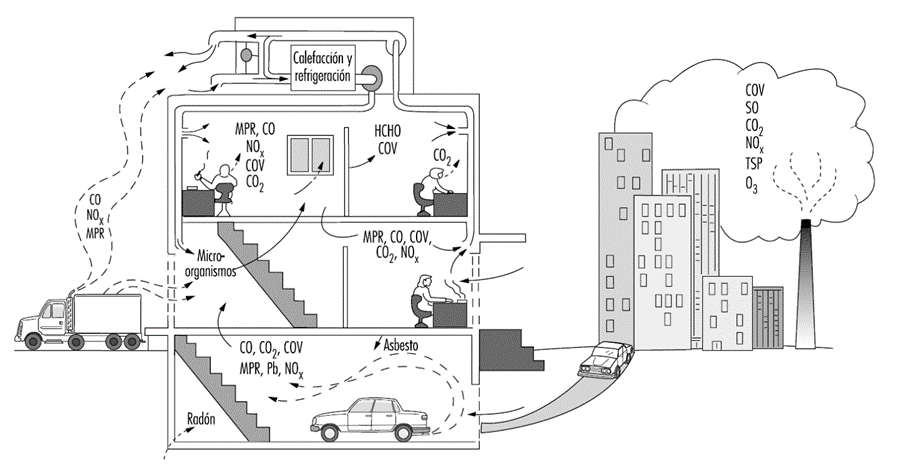 Calefacción y
refrigeración
MPR, CO
NOx
COV
CO2
HCHO
COV
CO2
COV
SO
CO2
NOx
TSP
O3
CO
NOx
MPR
Micro-
organismos
MPR, CO, COV,
CO2, NOx
CO, CO2, COV
MPR, Pb, NOx
Asbesto
Radón